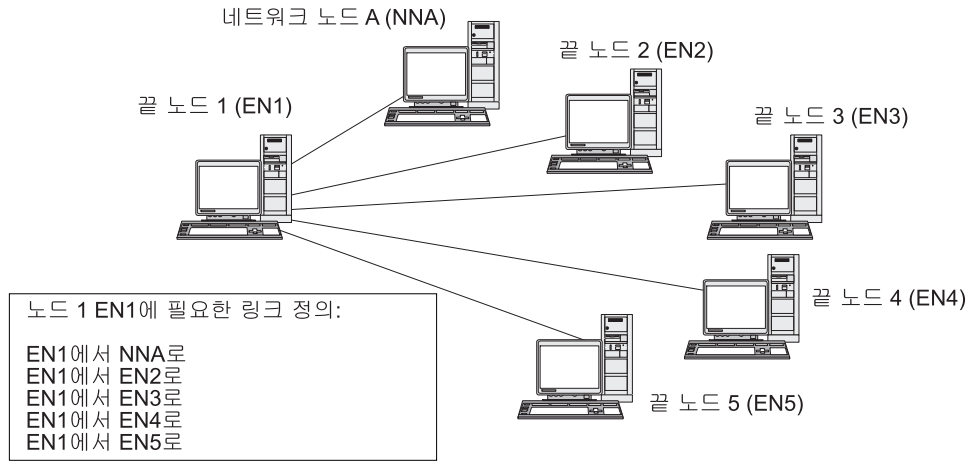 네트워크 노드 A (NNA)
끝 노드 2 (EN2)
끝 노드 1 (EN1)
끝 노드 3 (EN3)
끝 노드 4 (EN4)
끝 노드 5 (EN5)
노드 1 EN1에 필요한 링크 정의:
EN1에서 NNA로
EN1에서 EN2로
EN1에서 EN3로
EN1에서 EN4로
EN1에서 EN5로